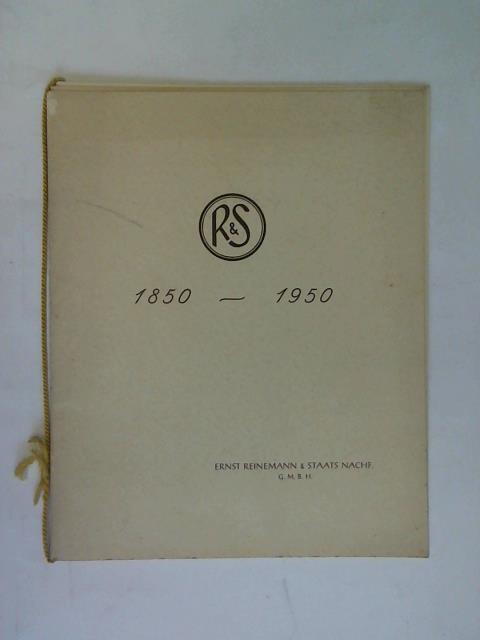 R&S
1850 — 1950
ERNST REINEMANN & STAATS NACHF.
G. M. B. H.